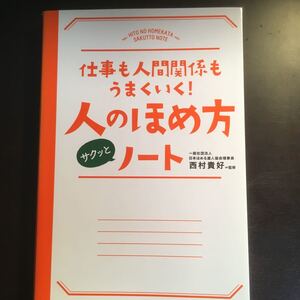 HITO NO HOMEKATA
SAKUTTO NOTE
仕事も人間関係も
うまくいく!
人のほめ方
サクッと
ノート
一般社団法人
日本ほめる達人協会理事長
西村貴好 監修